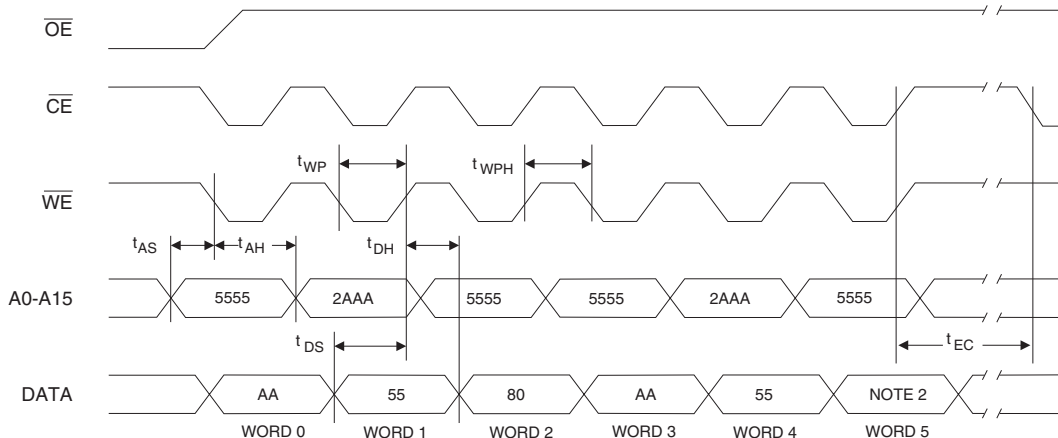 OE
CE
tWP
tWPH
WE
tAS
tAH
tDH
A0-A15
5555
2AAA
5555
5555
2AAA
5555
tDS
tEC
DATA
AA
55
80
AA
55
NOTE 2
WORD 0
WORD 1
WORD 2
WORD 3
WORD 4
WORD 5